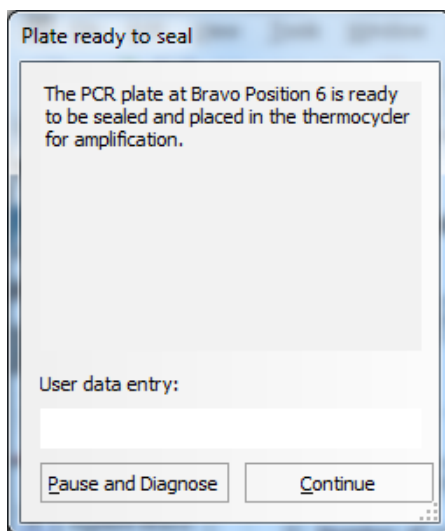 Plate ready to seal
The PCR plate at Bravo Position 6 is ready
to be sealed and placed in the thermocycler
for amplification.
User data entry:
Pause and Diagnose
Continue